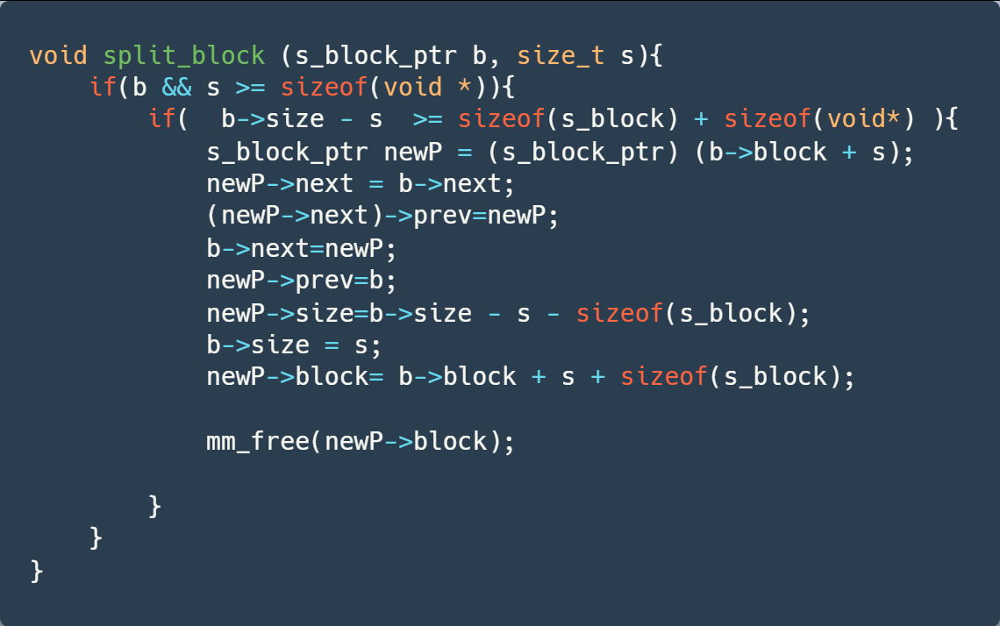 void split_block (s_block_ptr b, size_t s){
    if(b && s >= sizeof(void *)){
        if(  b->size - s  >= sizeof(s_block) + sizeof(void*) ){
            s_block_ptr newP = (s_block_ptr) (b->block + s);
            newP->next = b->next;
            (newP->next)->prev=newP;
            b->next=newP;
            newP->prev=b;
            newP->size=b->size - s - sizeof(s_block);
            b->size = s;
            newP->block= b->block + s + sizeof(s_block);
            mm_free(newP->block);
        }
    }
}